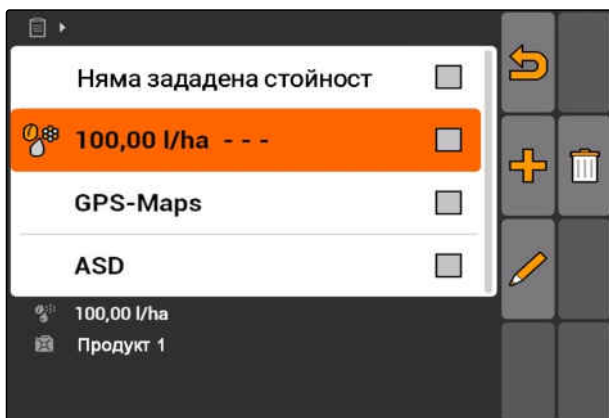 Няма зададена стойност
100,00 l/ha - - -
GPS-Maps
ASD
100,00 l/ha
Продукт 1